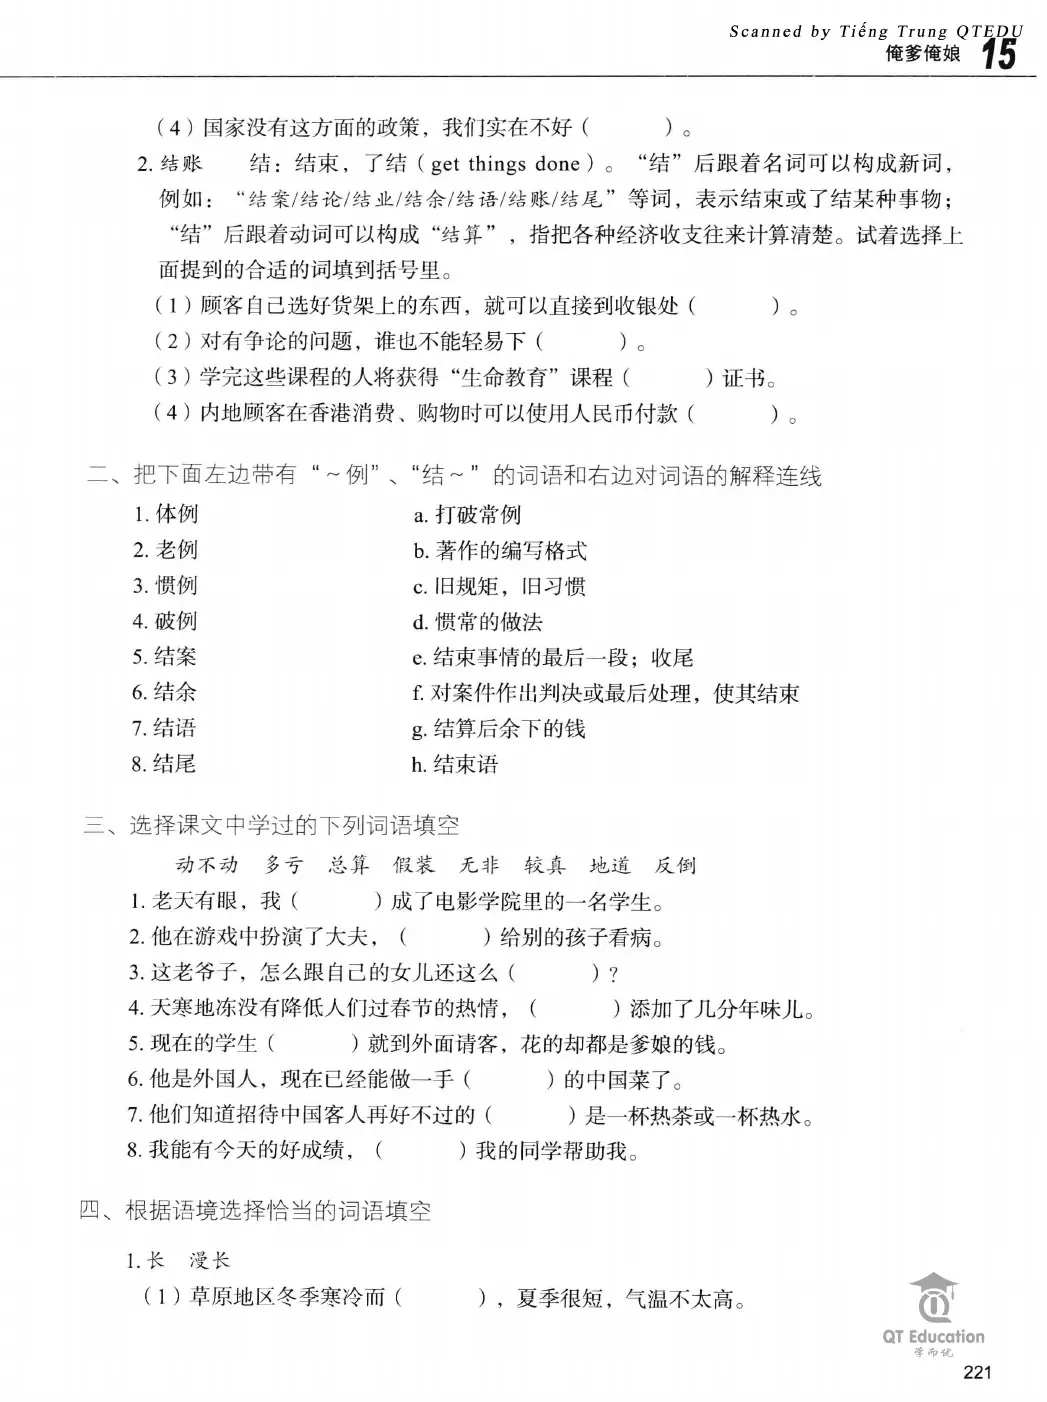 Scanned by Tiếng Trung QTEDU
俺爹俺娘 15
（4）国家没有这方面的政策，我们实在不好（ ）。
2. 结账 结：结束，了结（get things done）。“结”后跟着名词可以构成新词，
例如：“结案/结论/结业/结余/结语/结账/结尾”等词，表示结束或了结某种事物；
“结”后跟着动词可以构成“结算”，指把各种经济收支往来计算清楚。试着选择上
面提到的合适的词填到括号里。
（1）顾客自己选好货架上的东西，就可以直接到收银处（ ）。
（2）对有争论的问题，谁也不能轻易下（ ）。
（3）学完这些课程的人将获得“生命教育”课程（ ）证书。
（4）内地顾客在香港消费、购物时可以使用人民币付款（ ）。
二、把下面左边带有“～例”、“结～”的词语和右边对词语的解释连线
1. 体例 a. 打破常例
2. 老例 b. 著作的编写格式
3. 惯例 c. 旧规矩，旧习惯
4. 破例 d. 惯常的做法
5. 结案 e. 结束事情的最后一段；收尾
6. 结余 f. 对案件作出判决或最后处理，使其结束
7. 结语 g. 结算后余下的钱
8. 结尾 h. 结束语
三、选择课文中学过的下列词语填空
动不动 多亏 总算 假装 无非 较真 地道 反倒
1. 老天有眼，我（ ）成了电影学院里的一名学生。
2. 他在游戏中扮演了大夫，（ ）给别的孩子看病。
3. 这老爷子，怎么跟自己的女儿还这么（ ）？
4. 天寒地冻没有降低人们过春节的热情，（ ）添加了几分年味儿。
5. 现在的学生（ ）就到外面请客，花的却都是爹娘的钱。
6. 他是外国人，现在已经能做一手（ ）的中国菜了。
7. 他们知道招待中国客人再好不过的（ ）是一杯热茶或一杯热水。
8. 我能有今天的好成绩，（ ）我的同学帮助我。
四、根据语境选择恰当的词语填空
1. 长 漫长
（1）草原地区冬季寒冷而（ ），夏季很短，气温不太高。
QT Education
学而优
221